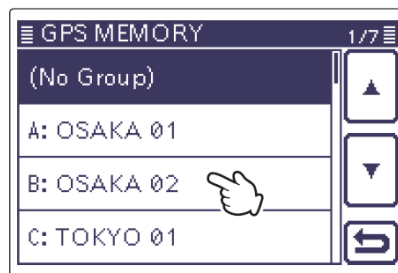 GPS MEMORY 1/7
(No Group)
A: OSAKA 01
B: OSAKA 02
C: TOKYO 01